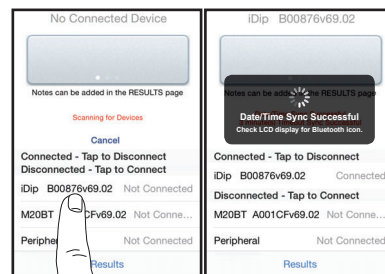 No Connected Device
Notes can be added in the RESULTS page
Scanning for Devices
Cancel
Connected - Tap to Disconnect
Disconnected - Tap to Connect
iDip B00876v69.02 Not Connected
M20BT CFv69.02 Not Conne...
Periphe Not Connected
Results
iDip B00876v69.02
Notes can be added in the RESULTS page
Date/Time Sync Successful
Check LCD display for Bluetooth icon.
Connected - Tap to Disconnect
iDip B00876v69.02 Connected
Disconnected - Tap to Connect
M20BT A001CFv69.02 Not Conne...
Peripheral Not Connected
Results